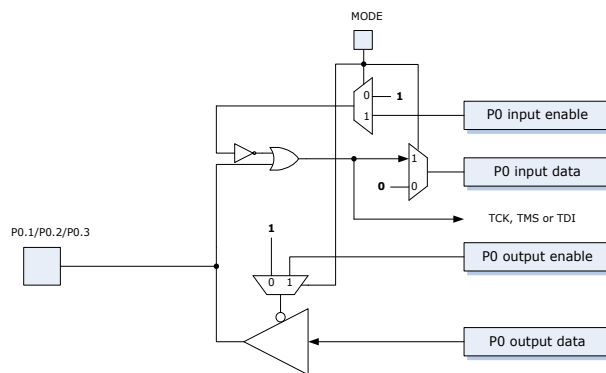 MODE
0
1
1
P0 input enable
1
P0 input data
0
0
TCK, TMS or TDI
P0.1/P0.2/P0.3
1
P0 output enable
0
1
P0 output data